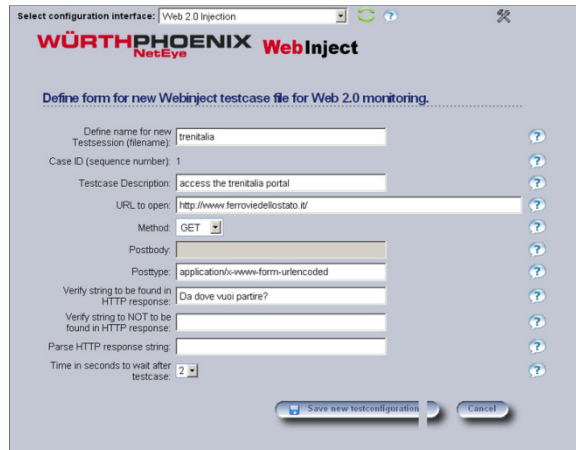 Select configuration interface: Web 2.0 Injection
WÜRTHPHOENIX WebInject
NetEye
Define form for new Webinject testcase file for Web 2.0 monitoring.
Define name for new
Testsession (filename): trenitalia
Case ID (sequence number): 1
Testcase Description: access the trenitalia portal
URL to open: http://www.ferroviedellostato.it/
Method: GET
Postbody:
Posttype: application/x-www-form-urlencoded
Verify string to be found in
HTTP response: Da dove vuoi partire?
Verify string to NOT to be
found in HTTP response:
Parse HTTP response string:
Time in seconds to wait after
testcase: 2
Save new testconfiguration Cancel